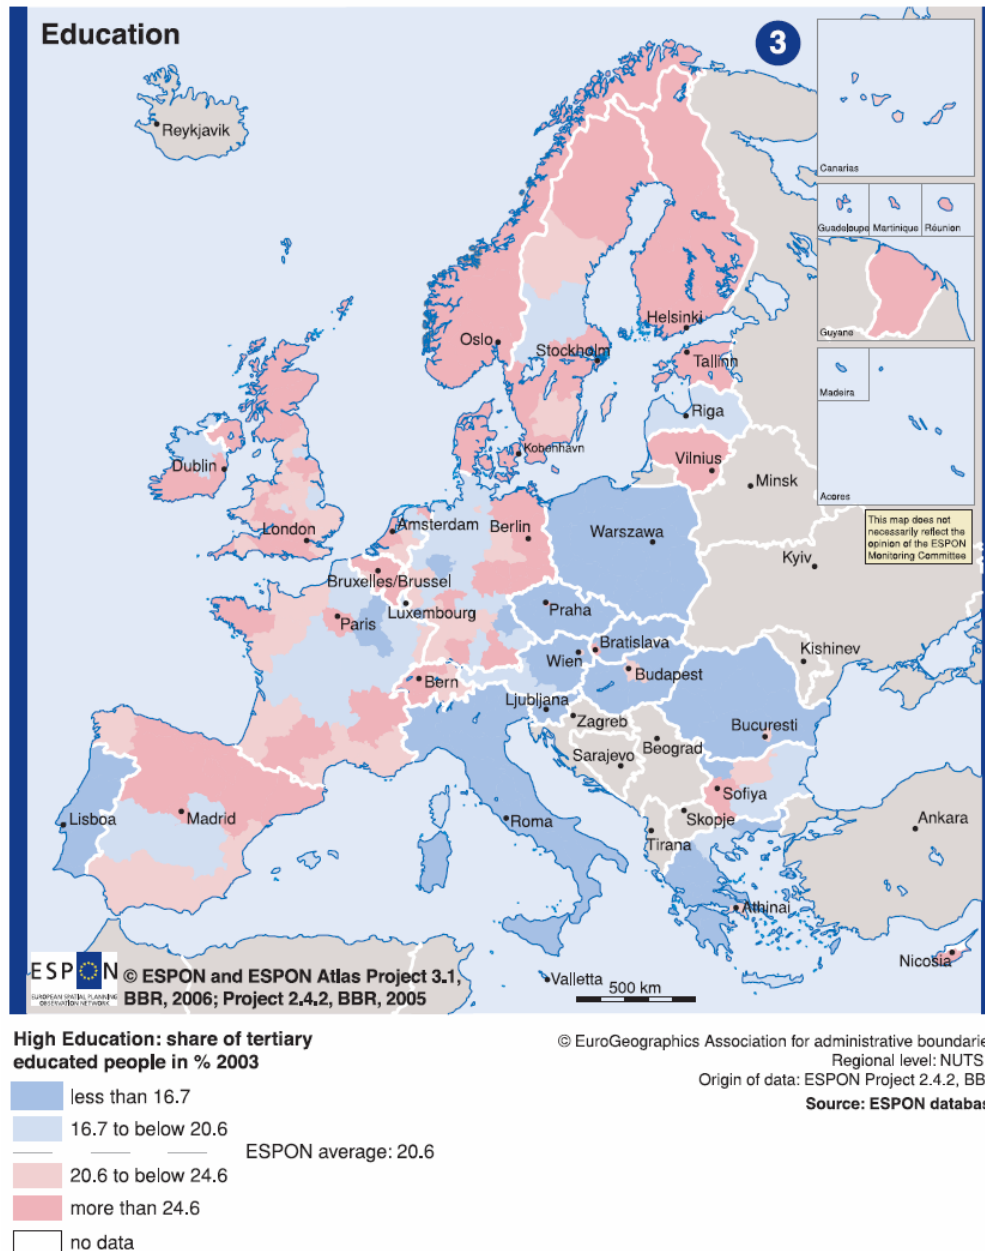 Education
3
Reykjavik
Canarias
Guadeloupe
Martinique
Réunion
Guyane
Helsinki
Oslo
Stockholm
Tallinn
Madeira
Riga
København
Dublin
Vilnius
Minsk
Acores
London
Amsterdam
Berlin
Warszawa
This map does not
necessarily reflect the
opinion of the ESPON
Monitoring Committee
Kyiv
Bruxelles/Brussel
Luxembourg
Praha
Paris
Bratislava
Kishinev
Wien
Budapest
Bern
Ljubljana
Zagreb
Bucuresti
Beograd
Sarajevo
Sofiya
Lisboa
Madrid
Roma
Skopje
Ankara
Tirana
Athinai
Nicosia
Valletta
500 km
ESPON
EUROPEAN SPATIAL PLANNING
OBSERVATION NETWORK
© ESPON and ESPON Atlas Project 3.1,
BBR, 2006; Project 2.4.2, BBR, 2005
High Education: share of tertiary
educated people in % 2003
less than 16.7
16.7 to below 20.6
ESPON average: 20.6
20.6 to below 24.6
more than 24.6
no data
© EuroGeographics Association for administrative boundarie
Regional level: NUTS
Origin of data: ESPON Project 2.4.2, BB
Source: ESPON databas